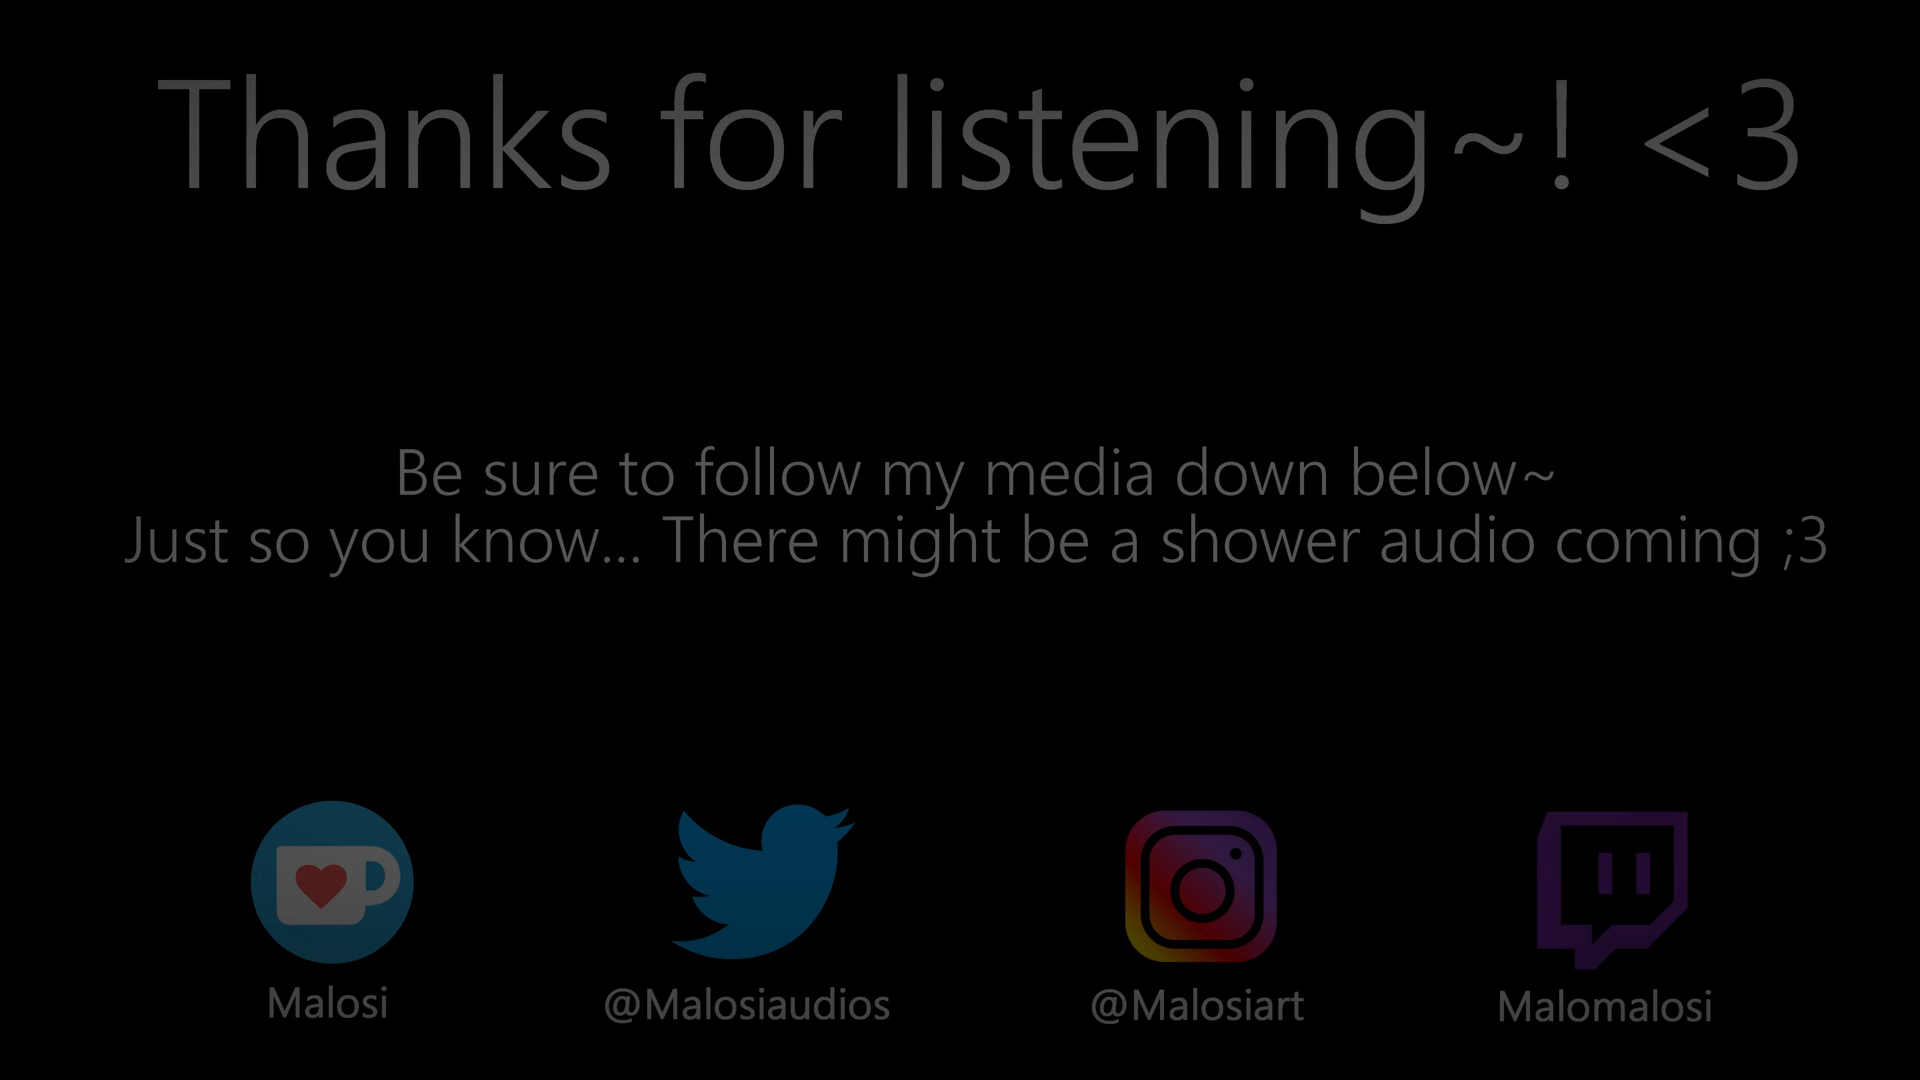 Thanks for listening~! <3
Be sure to follow my media down below~
Just so you know... There might be a shower audio coming ;3
Malosi
@Malosiaudios
@Malosiart
Malomalosi